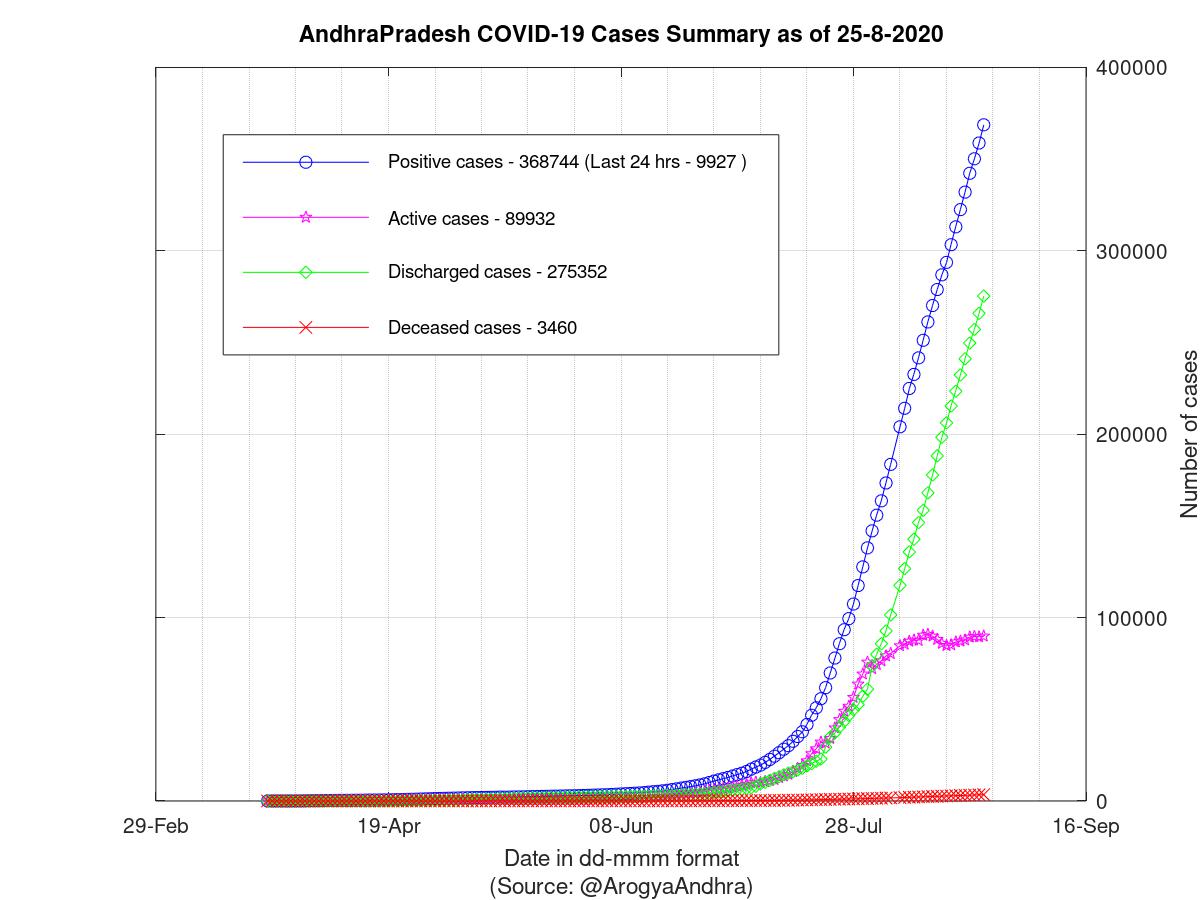 AndhraPradesh COVID-19 Cases Summary as of 25-8-2020
400000
Positive cases - 368744 (Last 24 hrs - 9927 )
Active cases - 89932
300000
Discharged cases - 275352
Deceased cases - 3460
Number of cases
200000
100000
0
29-Feb 19-Apr 08-Jun 28-Jul 16-Sep
Date in dd-mmm format
(Source: @ArogyaAndhra)